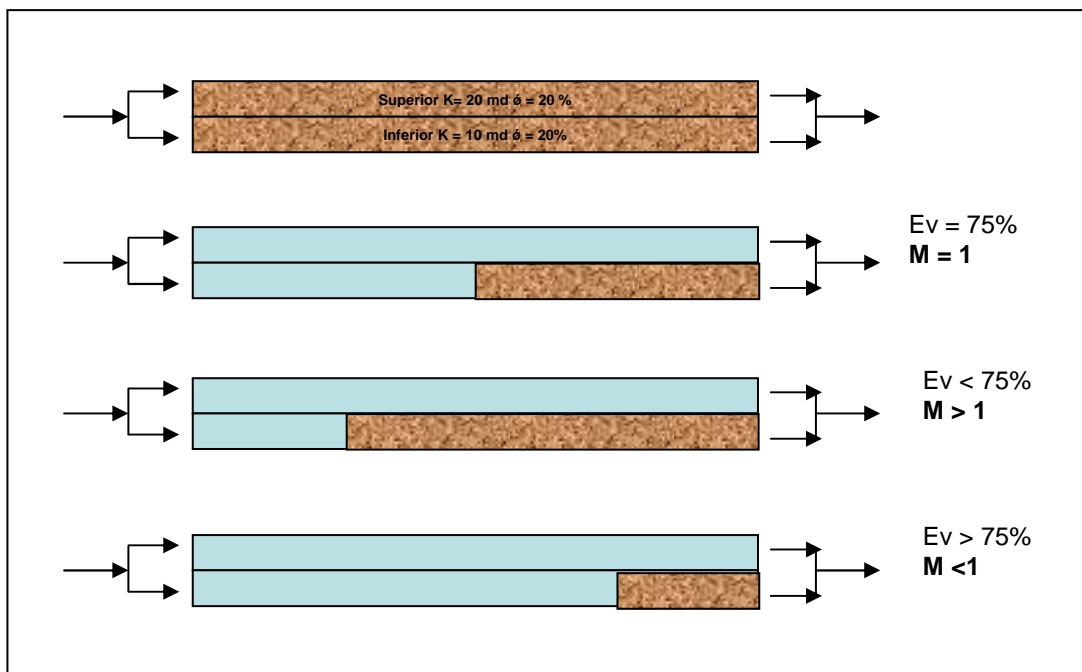 Superior K= 20 md ǿ = 20 %
Inferior K = 10 md ǿ = 20%
Ev = 75%
M = 1
Ev < 75%
M > 1
Ev > 75%
M <1